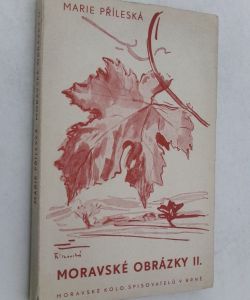 MARIE PŘÍLESKÁ
MORAVSKÉ OBRÁZKY II.
MORAVSKÉ KOLO SPISOVATELŮ V BRNĚ